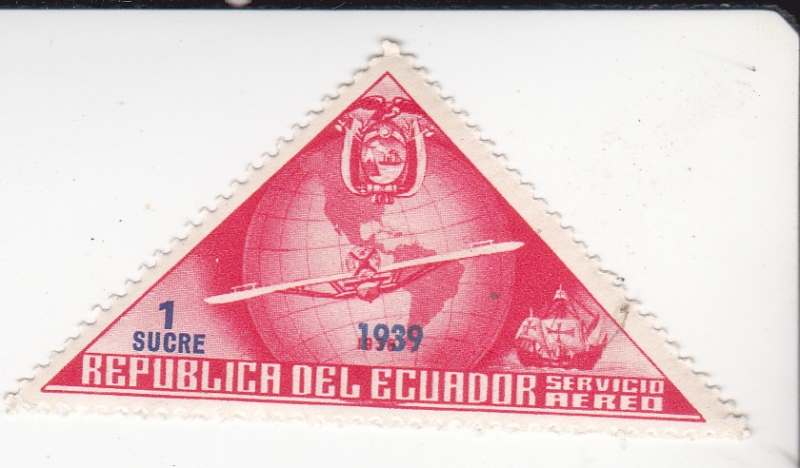 1939
1
SUCRE
REPUBLICA DEL ECUADOR SERVICIO
AEREO